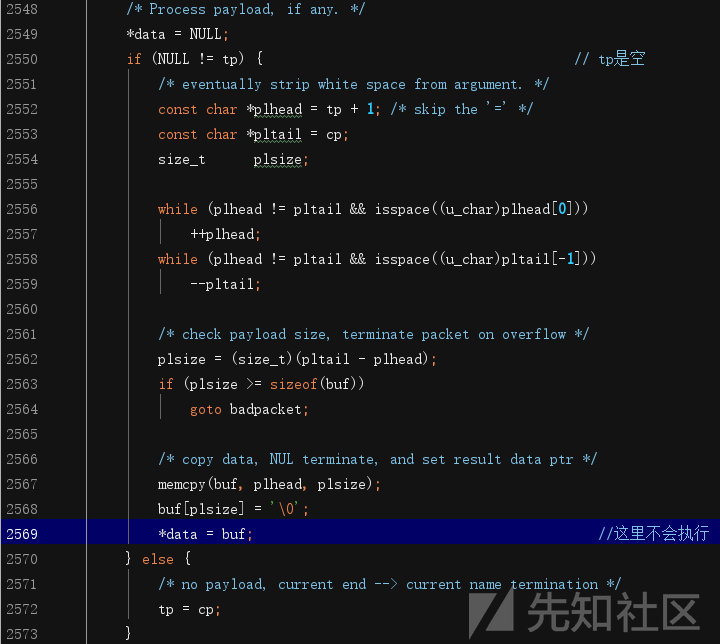 2548 /* Process payload, if any. */
2549 *data = NULL;
2550 if (NULL != tp) { // tp是空
2551 /* eventually strip white space from argument. */
2552 const char *plhead = tp + 1; /* skip the '=' */
2553 const char *pltail = cp;
2554 size_t plsize;
2555
2556 while (plhead != pltail && isspace((u_char)plhead[0]))
2557 ++plhead;
2558 while (plhead != pltail && isspace((u_char)pltail[-1]))
2559 --pltail;
2560
2561 /* check payload size, terminate packet on overflow */
2562 plsize = (size_t)(pltail - plhead);
2563 if (plsize >= sizeof(buf))
2564 goto badpacket;
2565
2566 /* copy data, NUL terminate, and set result data ptr */
2567 memcpy(buf, plhead, plsize);
2568 buf[plsize] = '\0';
2569 *data = buf; //这里不会执行
2570 } else {
2571 /* no payload, current end --> current name termination */
2572 tp = cp;
2573 }
先知社区